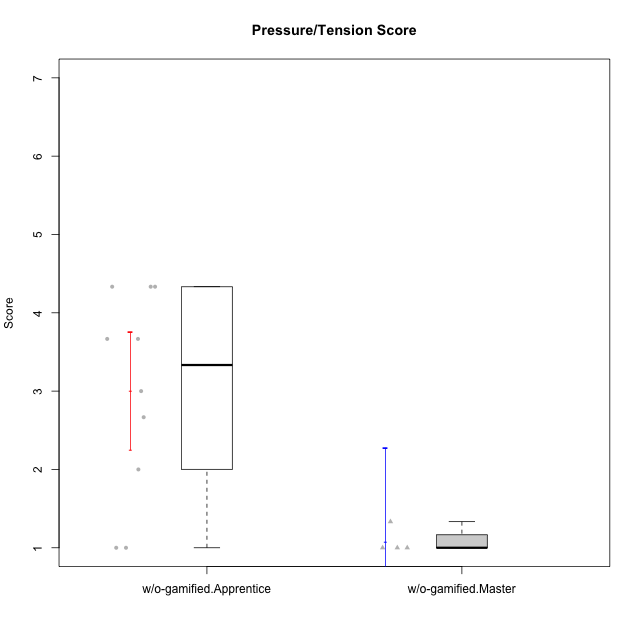 Pressure/Tension Score
7
6
5
4
3
2
1
Score
w/o-gamified.Apprentice
w/o-gamified.Master